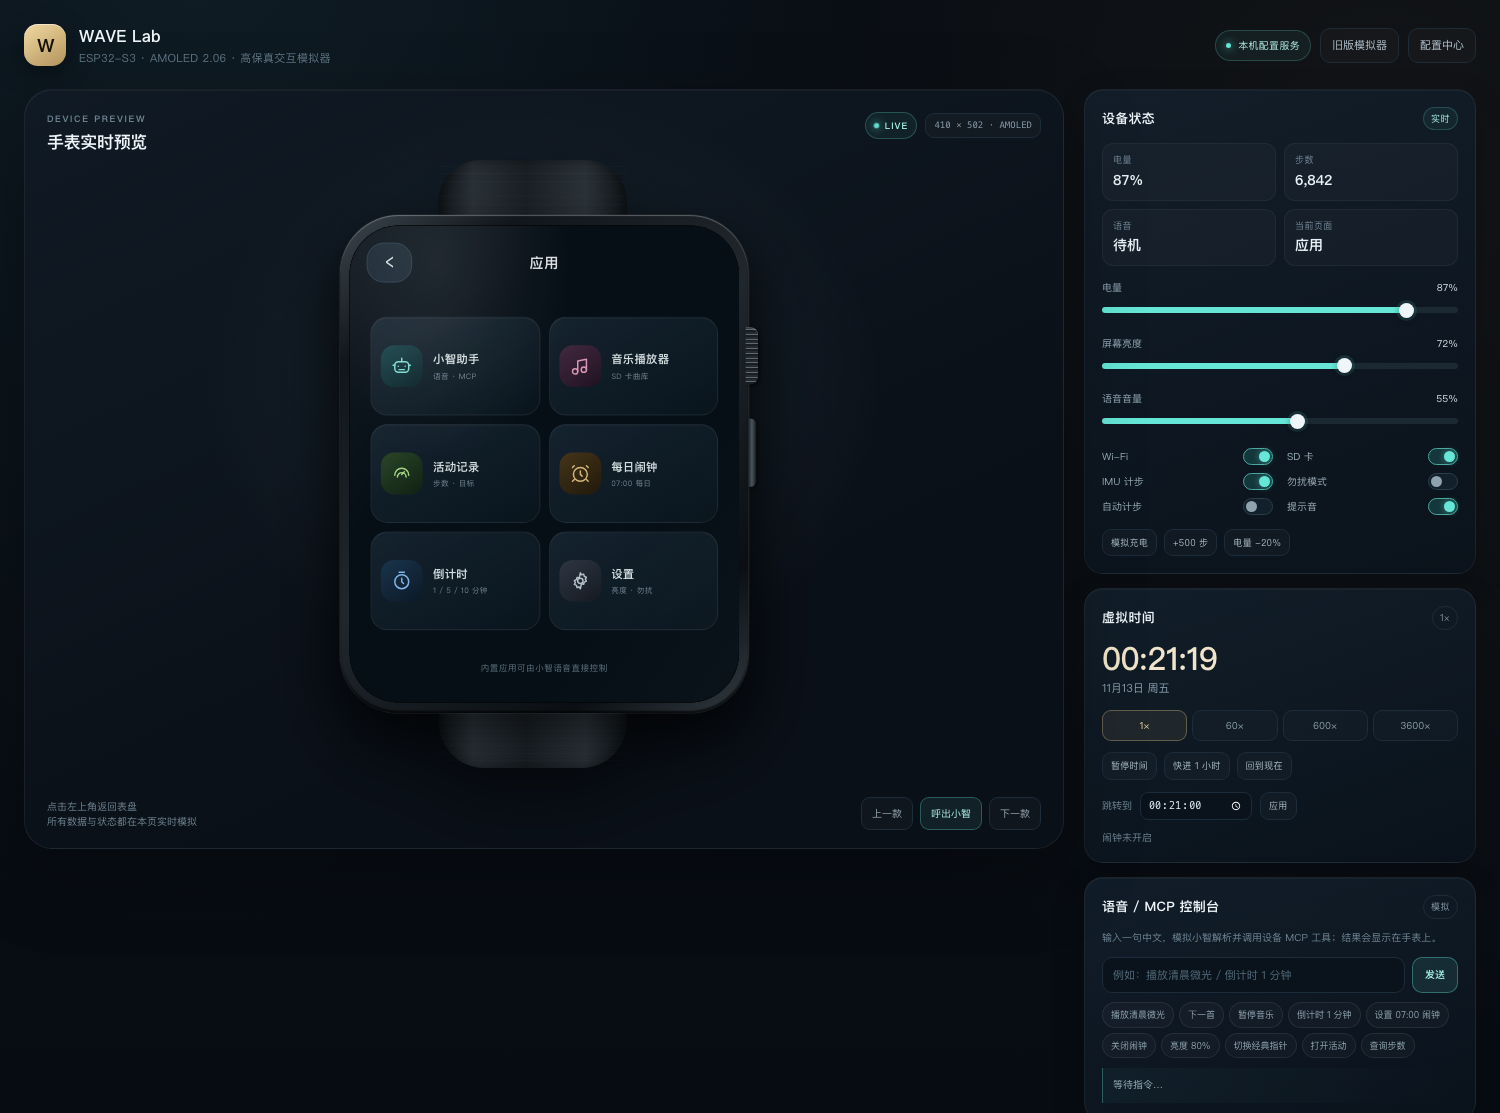 W
WAVE Lab
ESP32-S3 · AMOLED 2.06 · 高保真交互模拟器
本机配置服务
旧版模拟器
配置中心
DEVICE PREVIEW
手表实时预览
LIVE
410 × 502 · AMOLED
<
应用
小智助手
语音 · MCP
音乐播放器
SD 卡曲库
活动记录
步数 · 目标
每日闹钟
07:00 每日
倒计时
1 / 5 / 10 分钟
设置
亮度 · 勿扰
内置应用可由小智语音直接控制
点击左上角返回表盘
所有数据与状态都在本页实时模拟
上一款
呼出小智
下一款
设备状态
实时
电量
87%
步数
6,842
语音
待机
当前页面
应用
电量
87%
屏幕亮度
72%
语音音量
55%
Wi-Fi
SD 卡
IMU 计步
勿扰模式
自动计步
提示音
模拟充电
+500 步
电量 -20%
虚拟时间
1×
00:21:19
11月13日 周五
1×
60×
600×
3600×
暂停时间
快进 1 小时
回到现在
跳转到
00:21:00
应用
闹钟未开启
语音 / MCP 控制台
模拟
输入一句中文，模拟小智解析并调用设备 MCP 工具；结果会显示在手表上。
例如：播放清晨微光 / 倒计时 1 分钟
发送
播放清晨微光
下一首
暂停音乐
倒计时 1 分钟
设置 07:00 闹钟
关闭闹钟
亮度 80%
切换经典指针
打开活动
查询步数
等待指令…